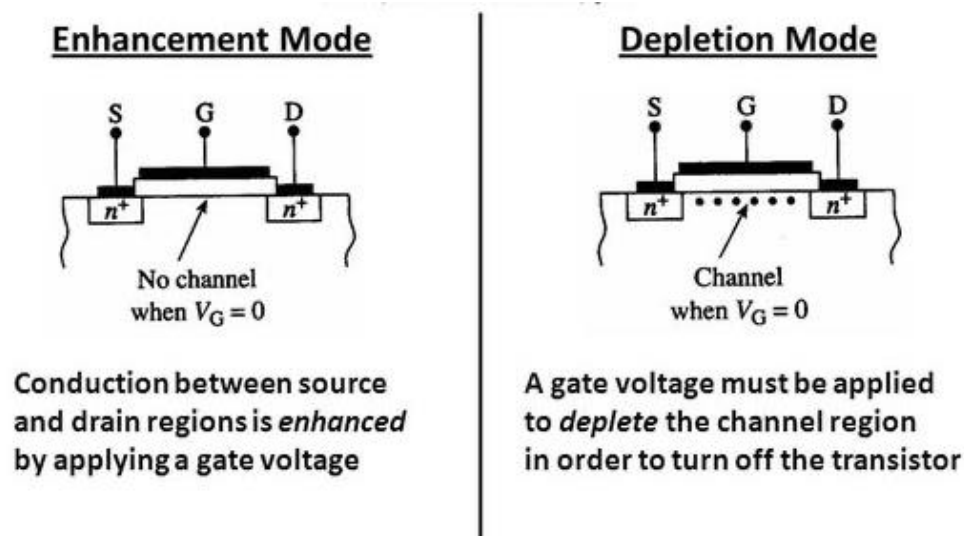 Enhancement Mode
S G D
n+ n+
No channel
when VG = 0
Conduction between source
and drain regions is enhanced
by applying a gate voltage
Depletion Mode
S G D
n+ n+
Channel
when VG = 0
A gate voltage must be applied
to deplete the channel region
in order to turn off the transistor